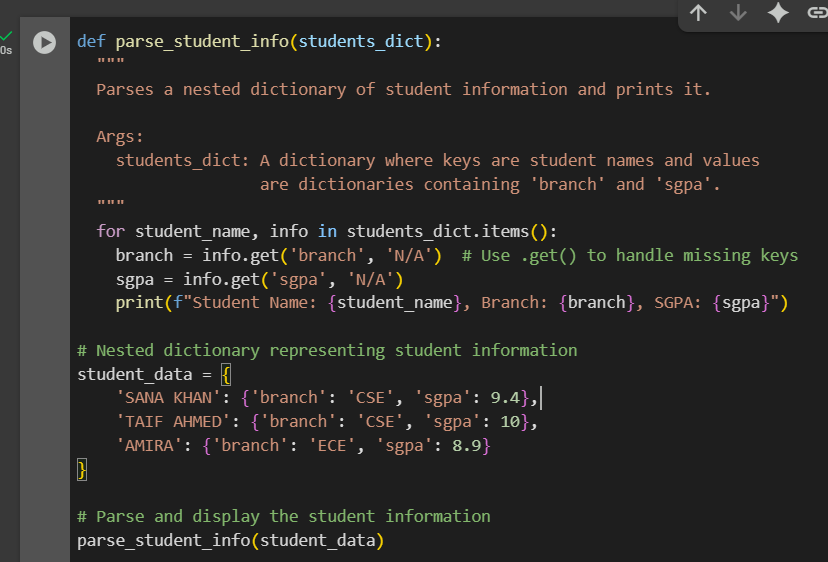 0s
def parse_student_info(students_dict):
  """
  Parses a nested dictionary of student information and prints it.

  Args:
    students_dict: A dictionary where keys are student names and values
                   are dictionaries containing 'branch' and 'sgpa'.
  """
  for student_name, info in students_dict.items():
    branch = info.get('branch', 'N/A')  # Use .get() to handle missing keys
    sgpa = info.get('sgpa', 'N/A')
    print(f"Student Name: {student_name}, Branch: {branch}, SGPA: {sgpa}")

# Nested dictionary representing student information
student_data = {
    'SANA KHAN': {'branch': 'CSE', 'sgpa': 9.4},
    'TAIF AHMED': {'branch': 'CSE', 'sgpa': 10},
    'AMIRA': {'branch': 'ECE', 'sgpa': 8.9}
}

# Parse and display the student information
parse_student_info(student_data)